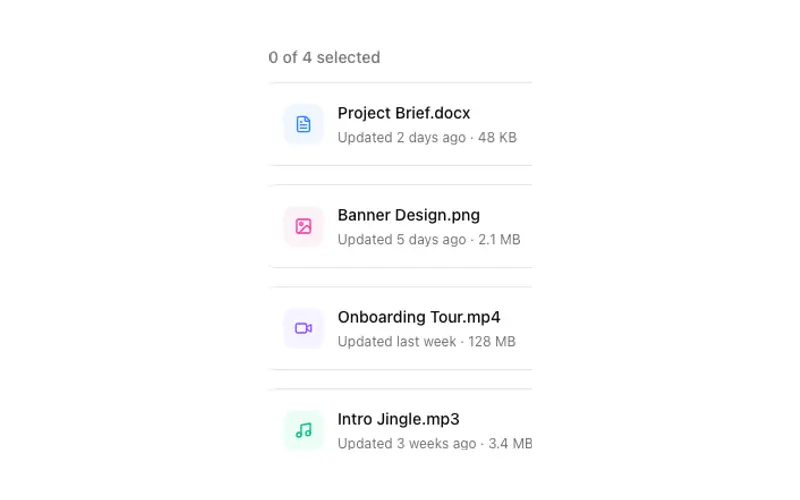 0 of 4 selected
Project Brief.docx
Updated 2 days ago · 48 KB
Banner Design.png
Updated 5 days ago · 2.1 MB
Onboarding Tour.mp4
Updated last week · 128 MB
Intro Jingle.mp3
Updated 3 weeks ago · 3.4 MB